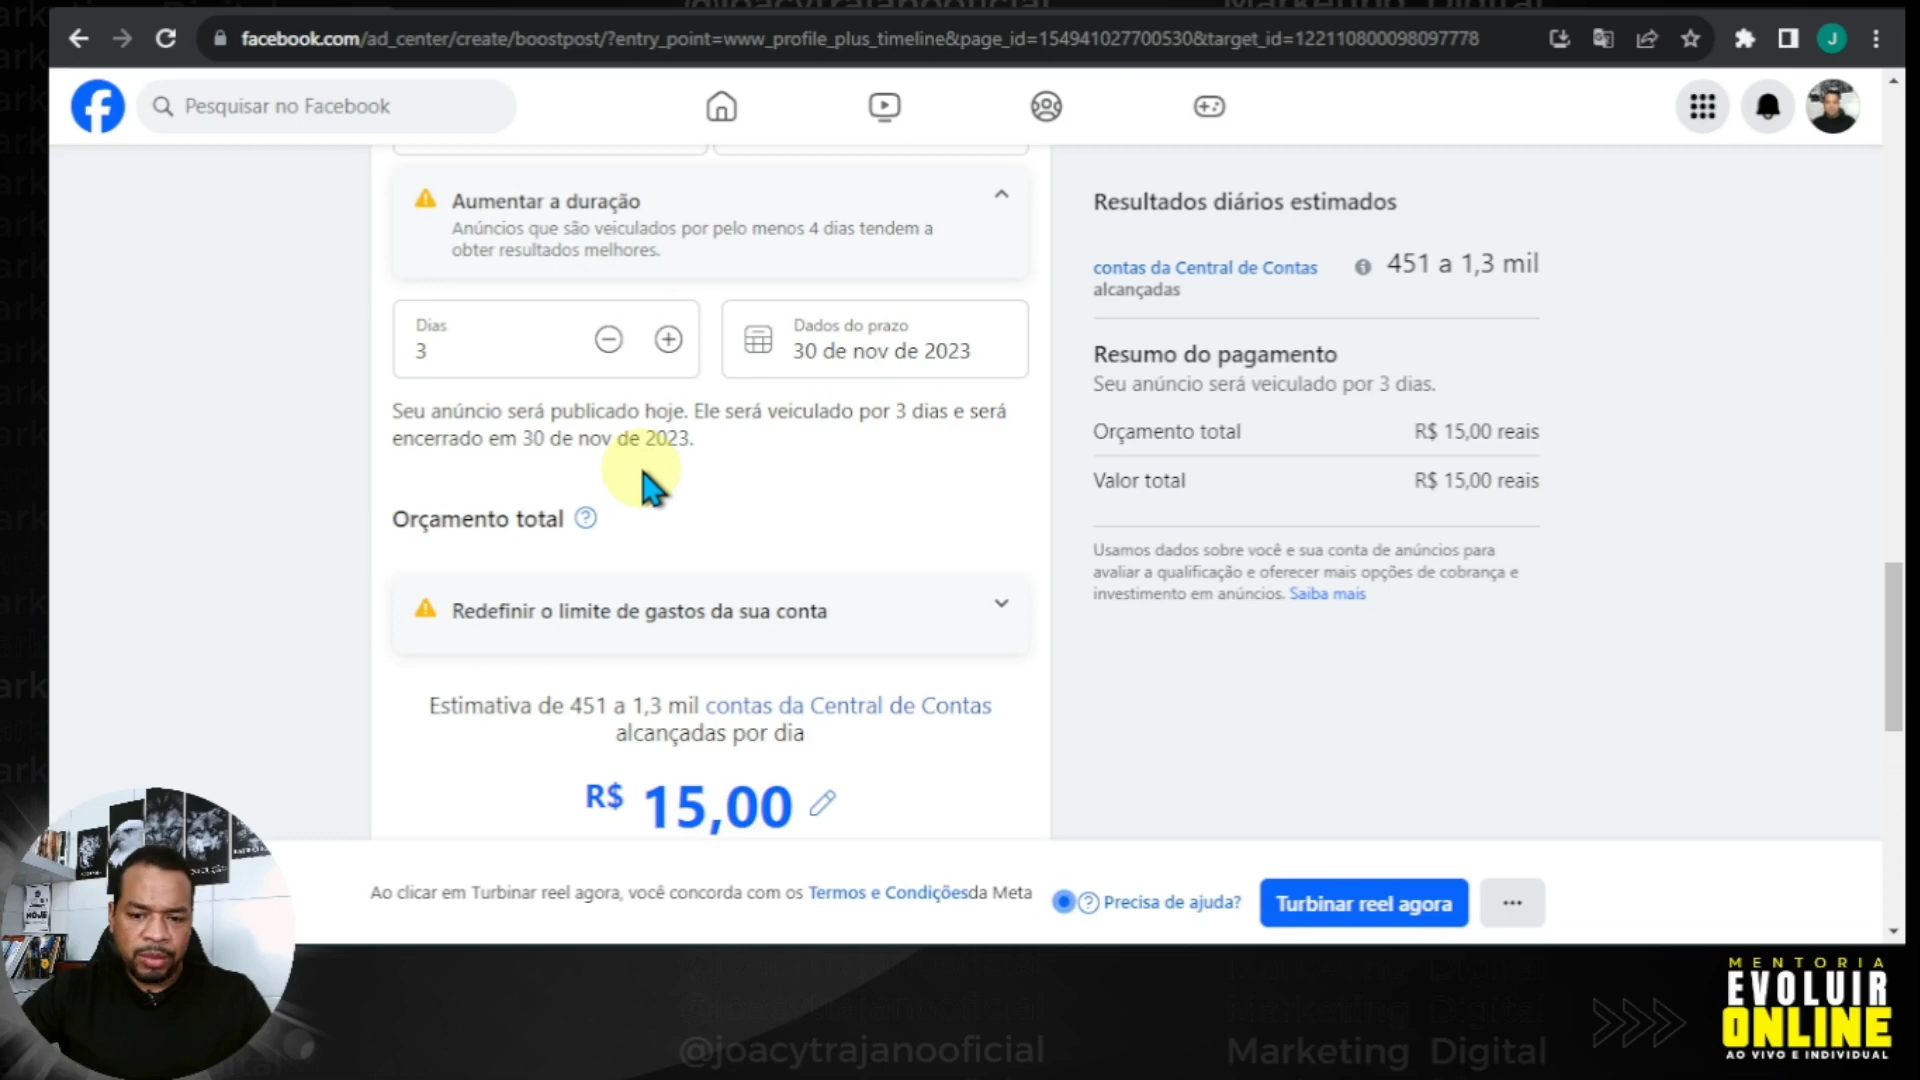 facebook.com/ad_center/create/boostpost/?entry_point=www_profile_plus_timeline&page_id=154941027700530&target_id=122110800098097778
J
Pesquisar no Facebook
Aumentar a duração
Anúncios que são veiculados por pelo menos 4 dias tendem a
obter resultados melhores.
Dias
3
Dados do prazo
30 de nov de 2023
Seu anúncio será publicado hoje. Ele será veiculado por 3 dias e será
encerrado em 30 de nov de 2023.
Orçamento total
Redefinir o limite de gastos da sua conta
Estimativa de 451 a 1,3 mil contas da Central de Contas
alcançadas por dia
R$ 15,00
Resultados diários estimados
contas da Central de Contas
alcançadas
451 a 1,3 mil
Resumo do pagamento
Seu anúncio será veiculado por 3 dias.
Orçamento total R$ 15,00 reais
Valor total R$ 15,00 reais
Usamos dados sobre você e sua conta de anúncios para
avaliar a qualificação e oferecer mais opções de cobrança e
investimento em anúncios. Saiba mais
Ao clicar em Turbinar reel agora, você concorda com os Termos e Condiçõesda Meta
Precisa de ajuda?
Turbinar reel agora
...
@joacytrajanooficial
Marketing Digital
MENTORIA
EVOLUIR
ONLINE
AO VIVO E INDIVIDUAL